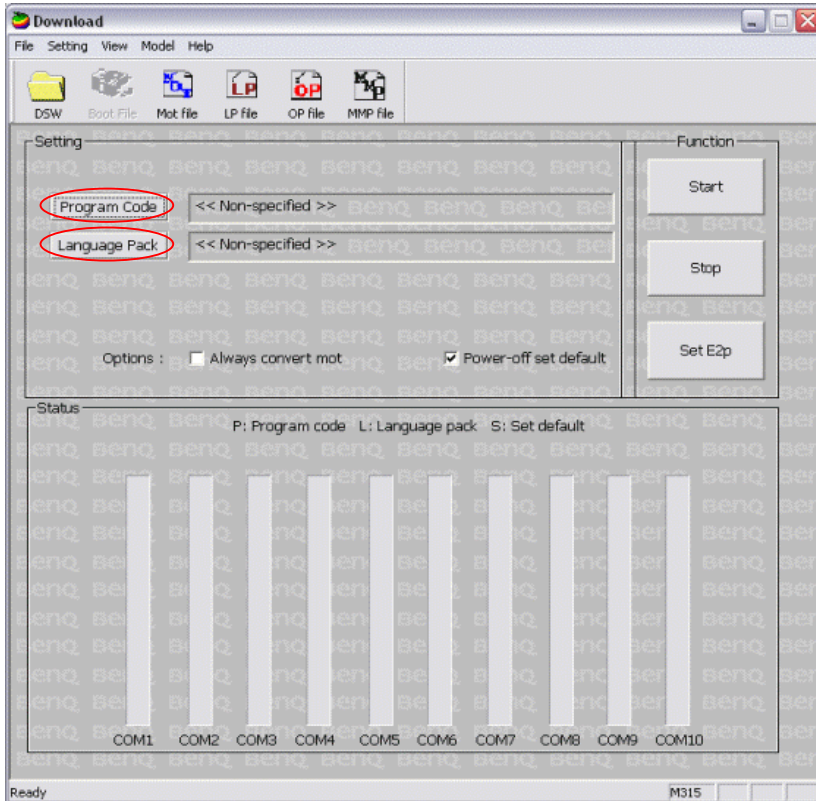 Download
File Setting View Model Help
DSW Boot File Mot file LP file OP file MMP file
Setting
Function
Program Code << Non-specified >>
Language Pack << Non-specified >>
Start
Stop
Set E2p
Options : Always convert mot Power-off set default
Status
P: Program code L: Language pack S: Set default
COM1 COM2 COM3 COM4 COM5 COM6 COM7 COM8 COM9 COM10
Ready M315